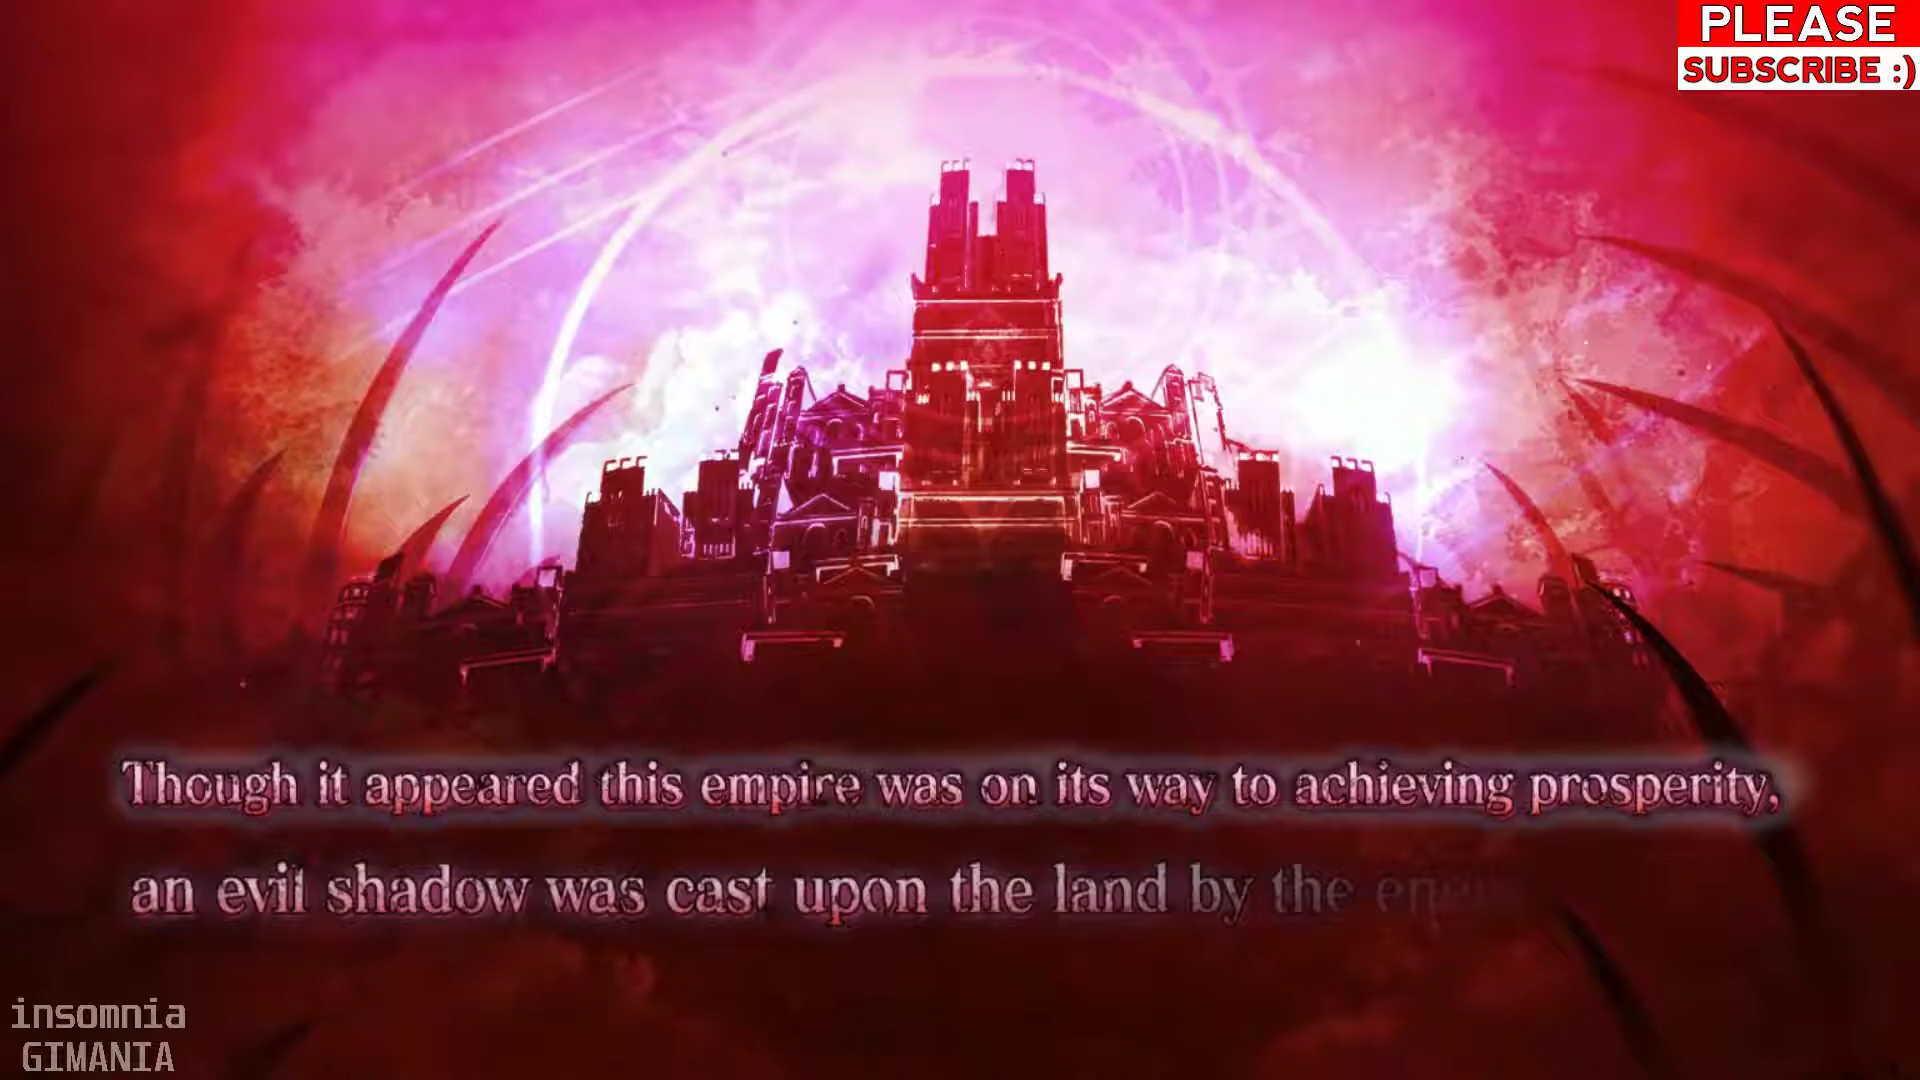 PLEASE
SUBSCRIBE :)
Though it appeared this empire was on its way to achieving prosperity,
an evil shadow was cast upon the land by the
insomnia
GIMANIA